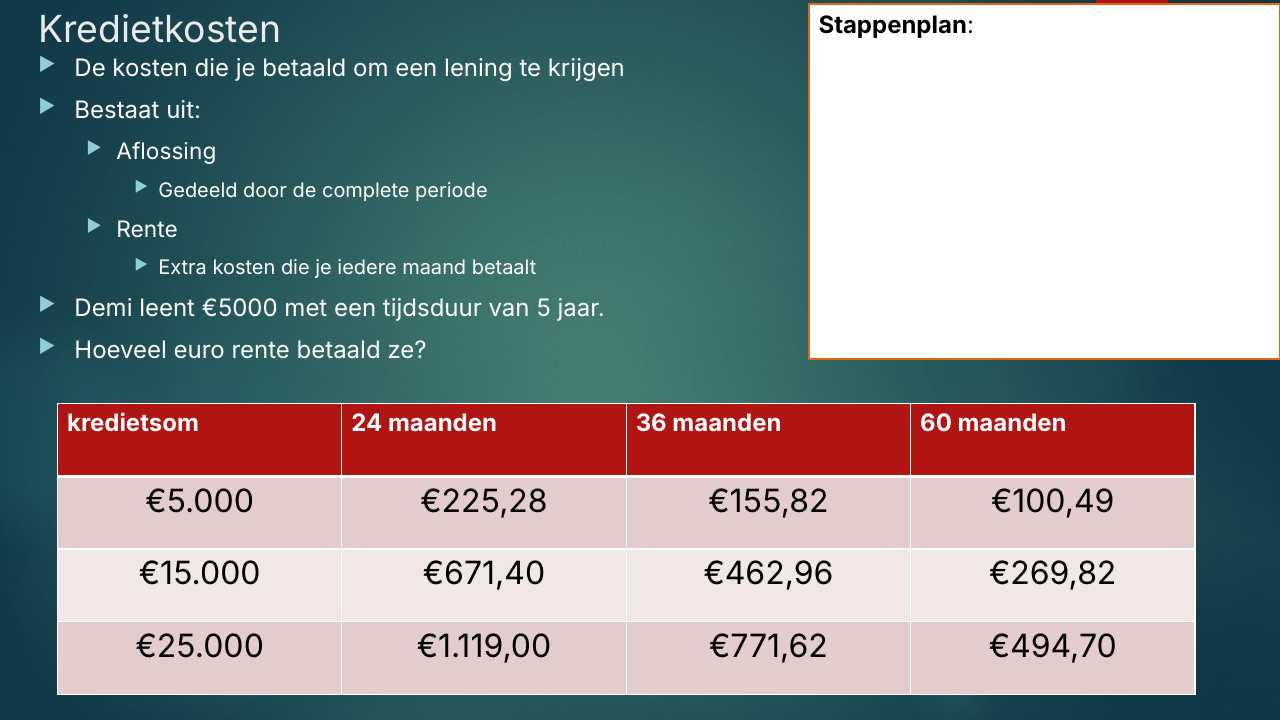 Kredietkosten
De kosten die je betaald om een lening te krijgen
Bestaat uit:
Aflossing
Gedeeld door de complete periode
Rente
Extra kosten die je iedere maand betaalt
Demi leent €5000 met een tijdsduur van 5 jaar.
Hoeveel euro rente betaald ze?
Stappenplan:
kredietsom 24 maanden 36 maanden 60 maanden
€5.000 €225,28 €155,82 €100,49
€15.000 €671,40 €462,96 €269,82
€25.000 €1.119,00 €771,62 €494,70